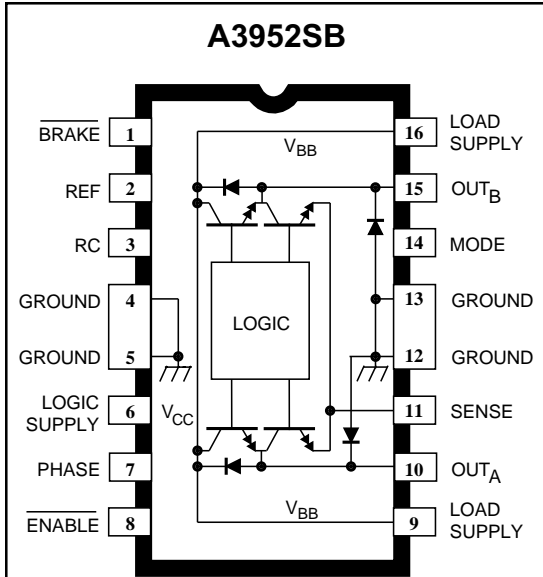 A3952SB
BRAKE 1
REF 2
RC 3
GROUND 4
GROUND 5
LOGIC
SUPPLY 6
PHASE 7
ENABLE 8
VBB
LOGIC
VCC
VBB
16 LOAD
SUPPLY
15 OUTB
14 MODE
13 GROUND
12 GROUND
11 SENSE
10 OUTA
9 LOAD
SUPPLY